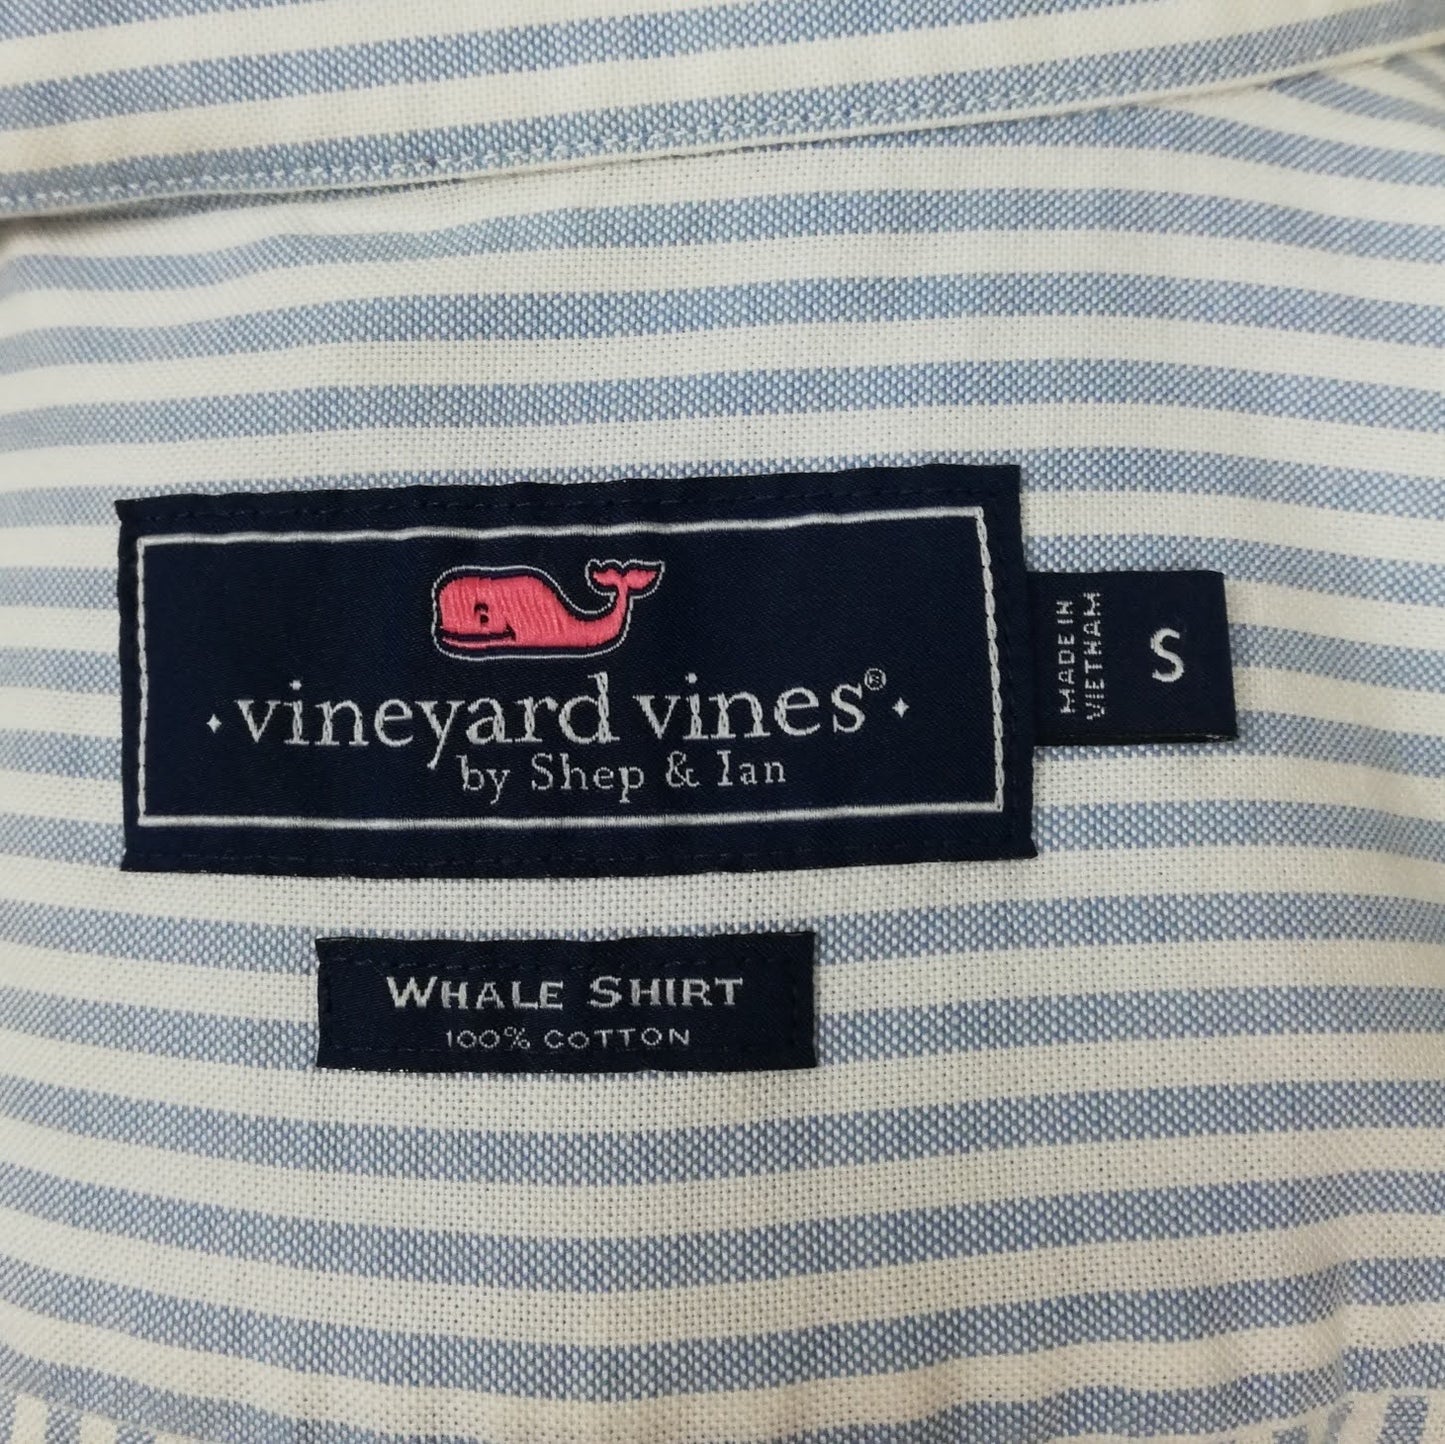 vineyard vines®
by Shep & Ian
MADE IN
VIETNAM
S
WHALE SHIRT
100% COTTON